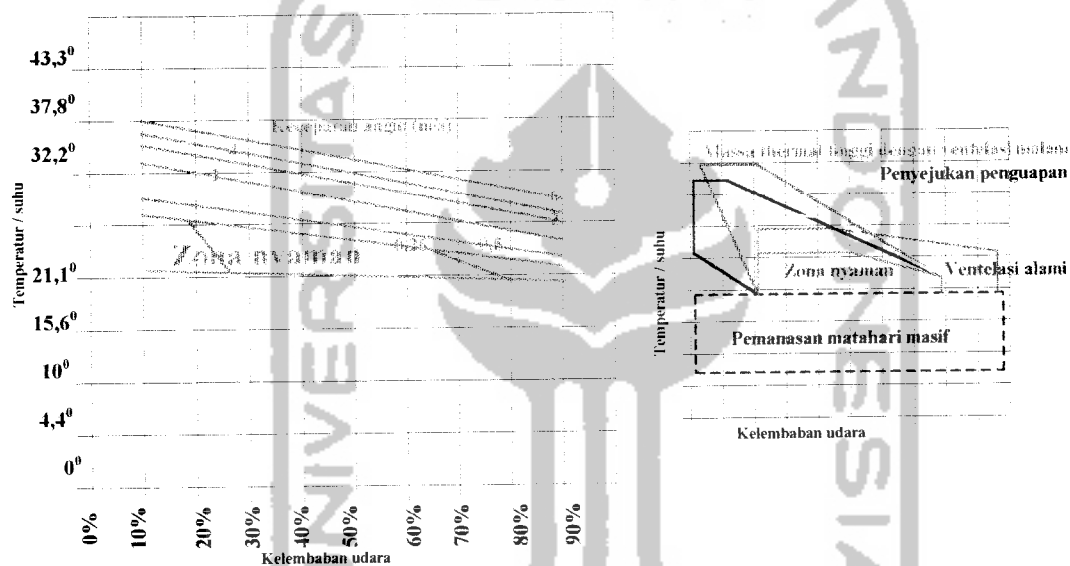 43,3⁰
37,8⁰
32,2⁰
21,1⁰
15,6⁰
10⁰
4,4⁰
0⁰
Temperatur / suhu
Kecepatan angin (m/s)
Zona nyaman
0% 10% 20% 30% 40% 50% 60% 70% 80% 90%
Kelembaban udara
Massa thermal tinggi dengan ventelasi malam
Penyejukan penguapan
Zona nyaman
Ventelasi alami
Pemanasan matahari masif
Temperatur / suhu
Kelembaban udara